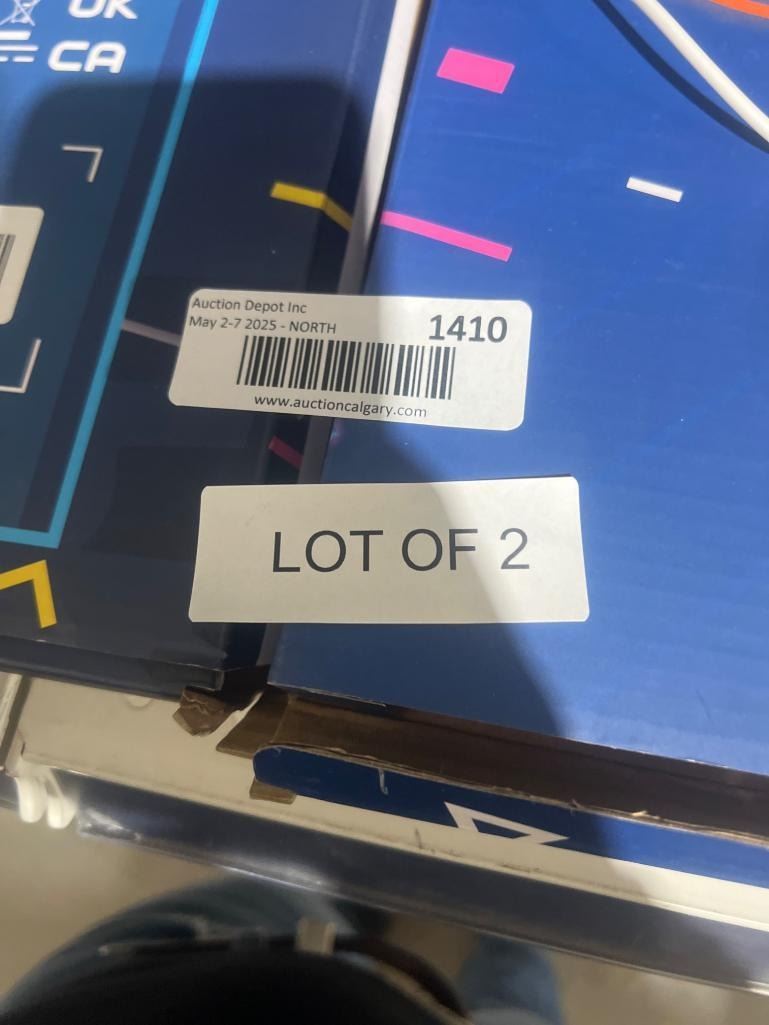 UK
CA
Auction Depot Inc
May 2-7 2025 - NORTH
1410
www.auctioncalgary.com
LOT OF 2